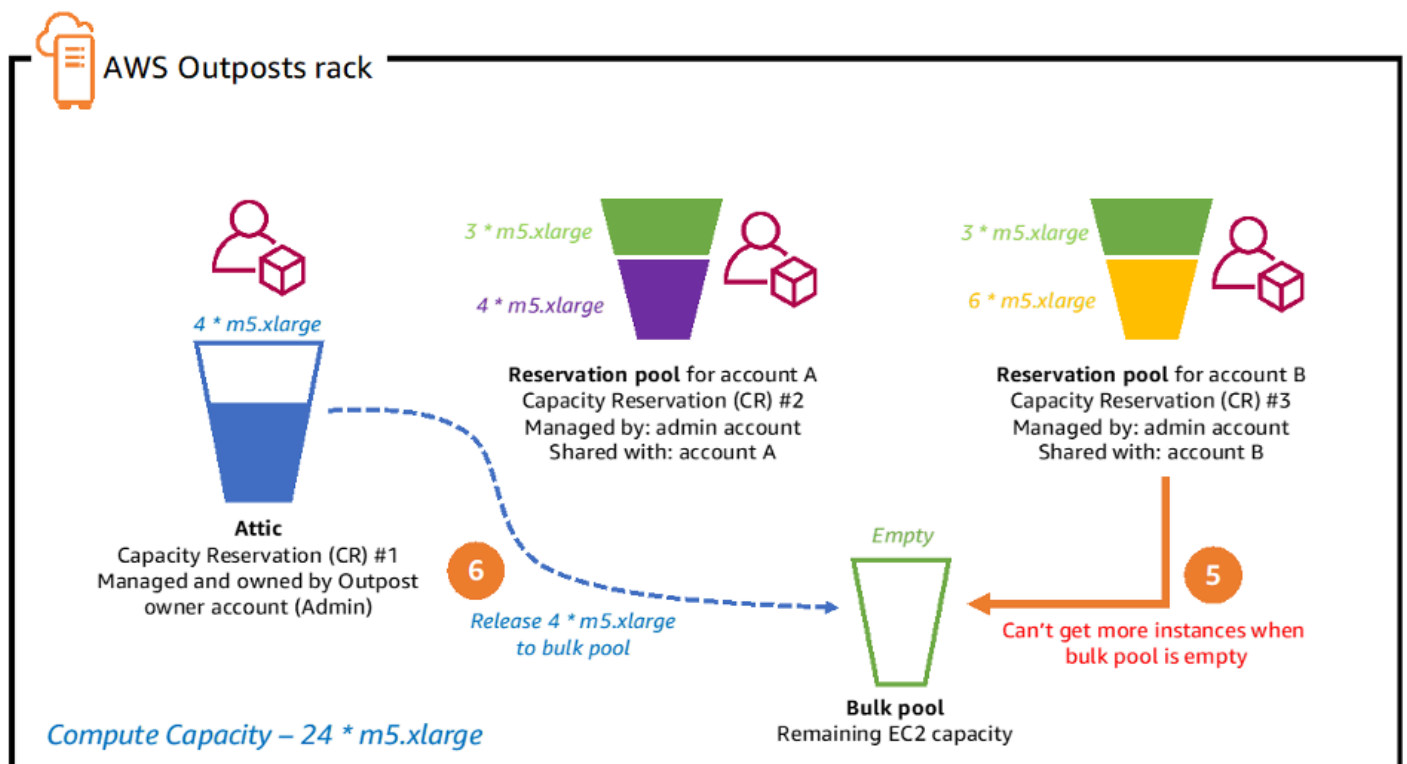 AWS Outposts rack
4 * m5.xlarge
Attic
Capacity Reservation (CR) #1
Managed and owned by Outpost
owner account (Admin)
3 * m5.xlarge
4 * m5.xlarge
Reservation pool for account A
Capacity Reservation (CR) #2
Managed by: admin account
Shared with: account A
3 * m5.xlarge
6 * m5.xlarge
Reservation pool for account B
Capacity Reservation (CR) #3
Managed by: admin account
Shared with: account B
6
Release 4 * m5.xlarge
to bulk pool
Empty
Bulk pool
Remaining EC2 capacity
5
Can't get more instances when
bulk pool is empty
Compute Capacity – 24 * m5.xlarge